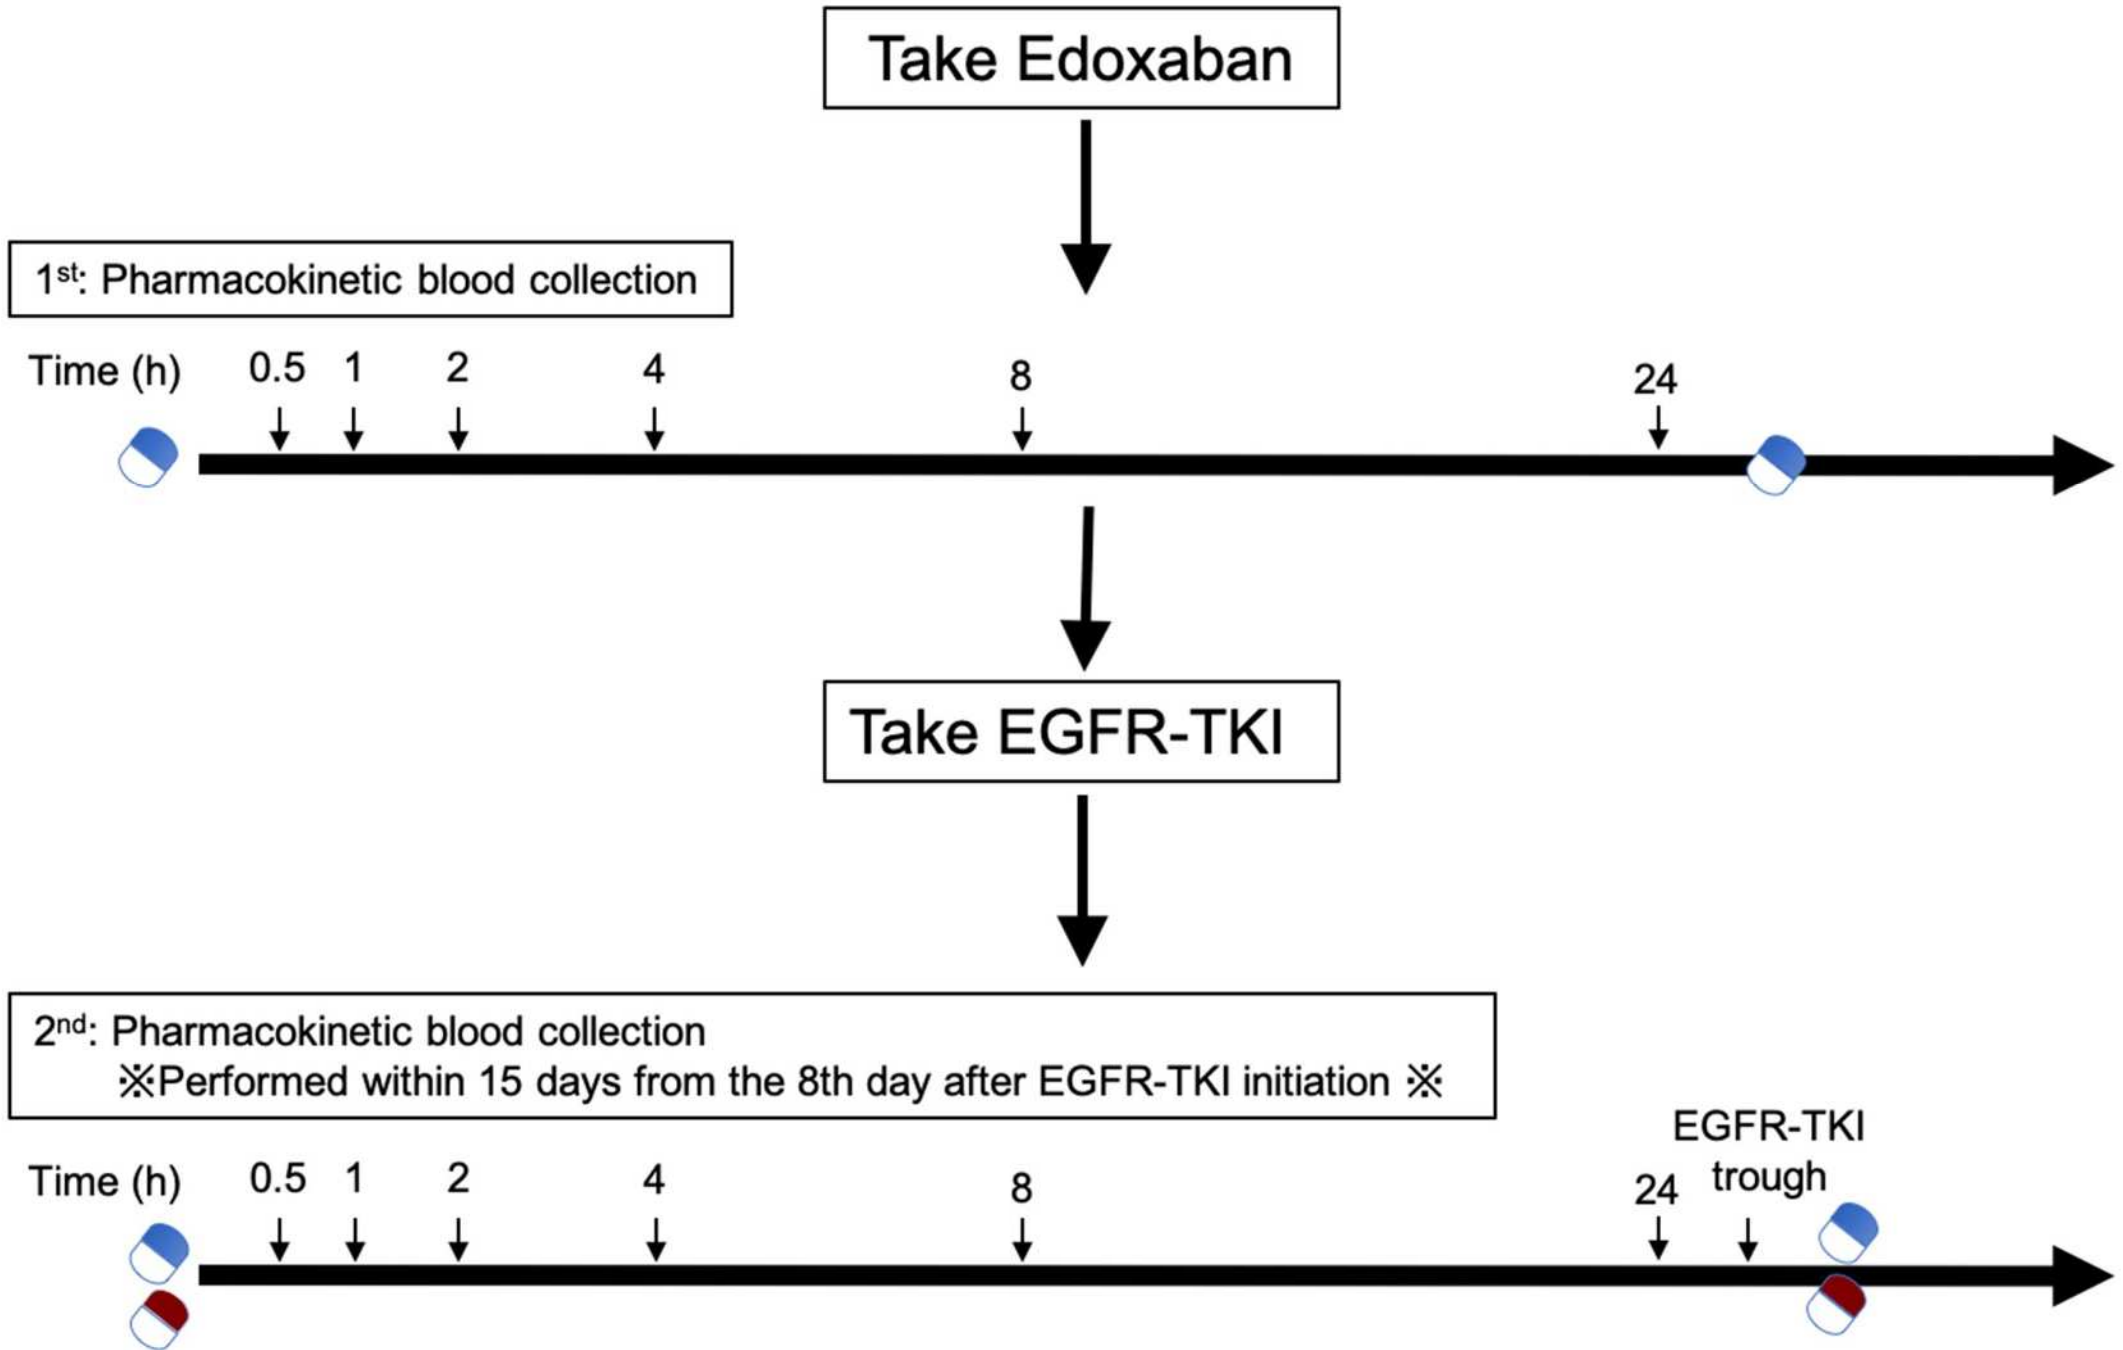 Take Edoxaban
1st: Pharmacokinetic blood collection
Time (h) 0.5 1 2 4 8 24
Take EGFR-TKI
2nd: Pharmacokinetic blood collection
※Performed within 15 days from the 8th day after EGFR-TKI initiation ※
EGFR-TKI
trough
Time (h) 0.5 1 2 4 8 24